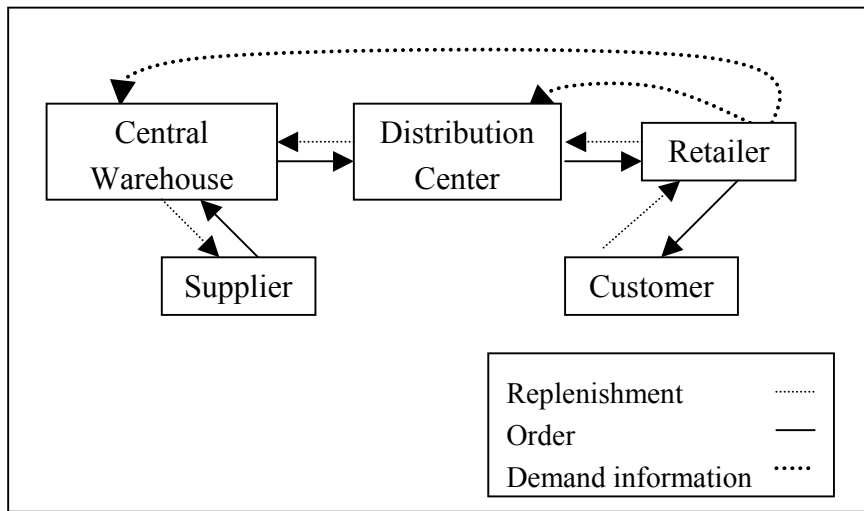 Central
Warehouse
Distribution
Center
Retailer
Supplier
Customer
Replenishment
Order
Demand information